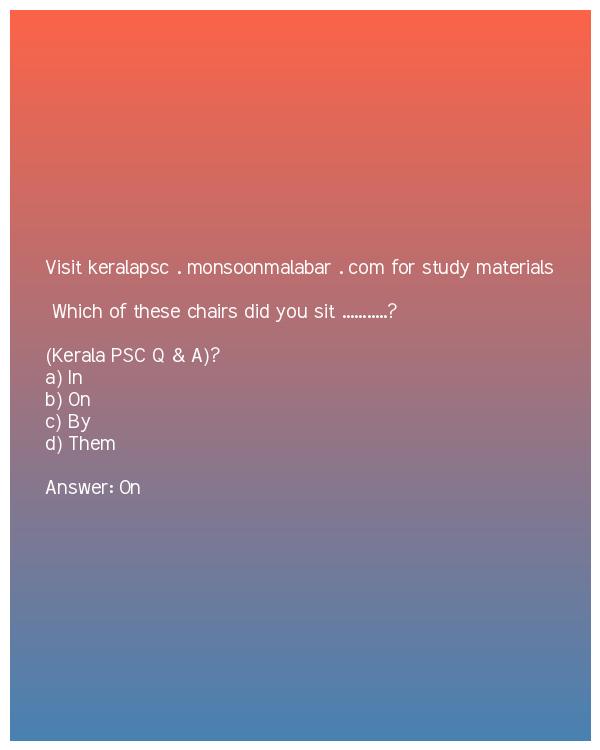 Visit keralapsc . monsoonmalabar . com for study materials
Which of these chairs did you sit ...........?
(Kerala PSC Q & A)?
a) In
b) On
c) By
d) Them
Answer: On